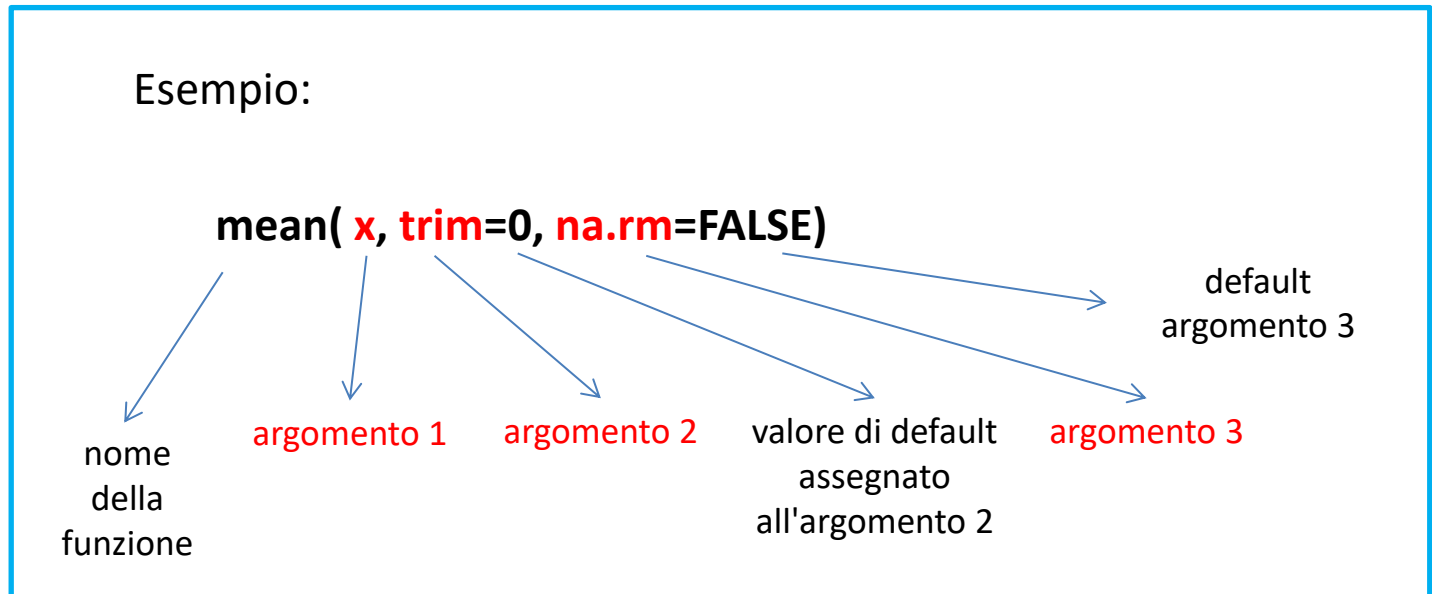 Esempio:
mean( x, trim=0, na.rm=FALSE)
default
argomento 3
nome
della
funzione
argomento 1
argomento 2
valore di default
assegnato
all'argomento 2
argomento 3